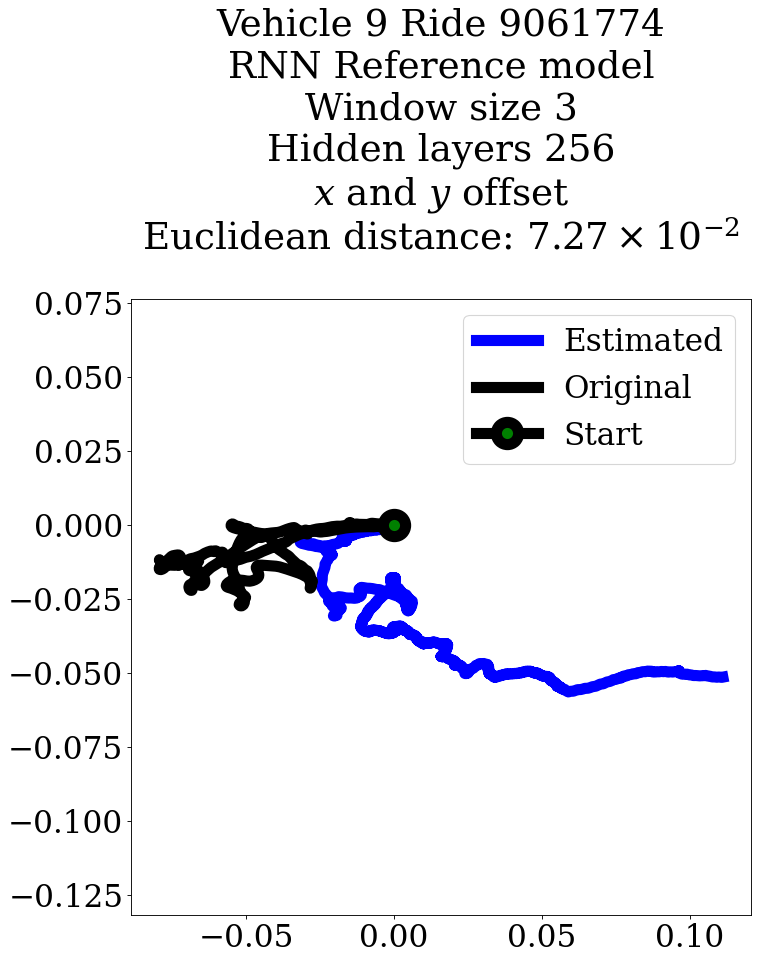 Vehicle 9 Ride 9061774
RNN Reference model
Window size 3
Hidden layers 256
x and y offset
Euclidean distance: 7.27 × 10⁻²
Estimated
Original
Start
0.075
0.050
0.025
0.000
−0.025
−0.050
−0.075
−0.100
−0.125
−0.05 0.00 0.05 0.10